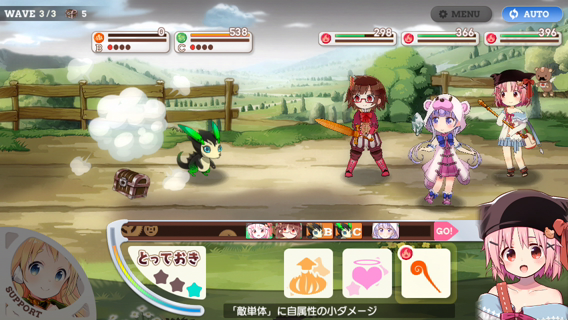 WAVE 3/3 5
MENU
AUTO
B 0
C 538
298
366
396
B C GO!
とっておき
SUPPORT
「敵単体」に自属性の小ダメージ